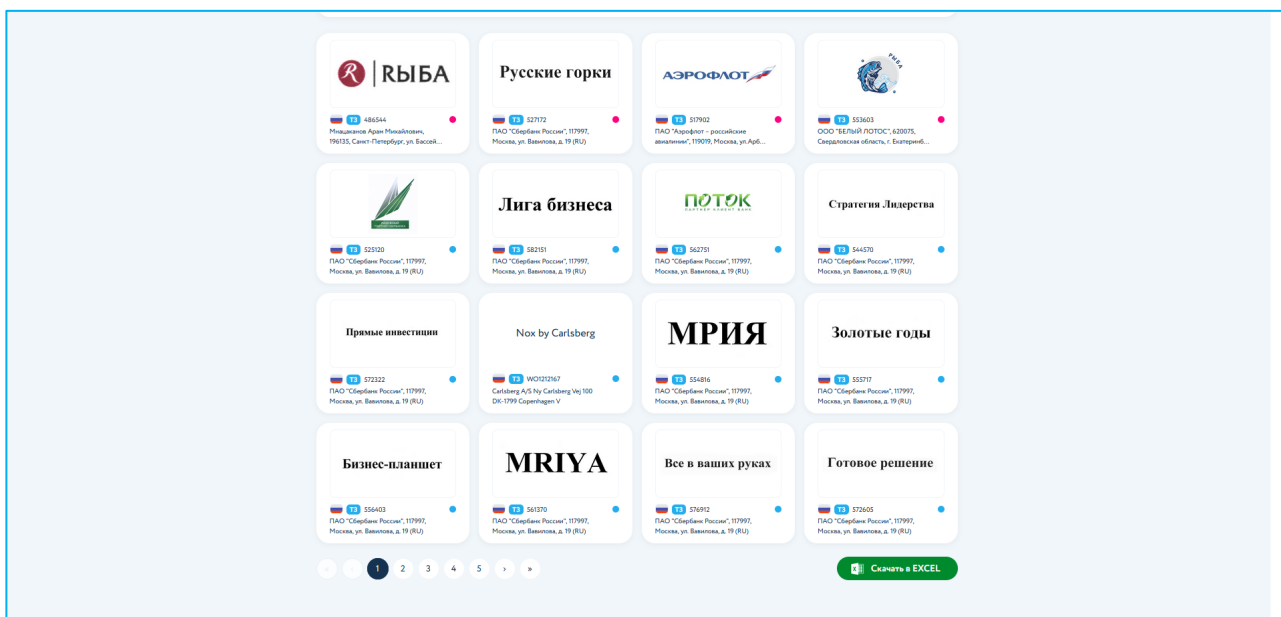 R RЫБА
ТЗ 486544
Мнацаканов Арам Михайлович,
196135, Санкт-Петербург, ул. Бассей...
Русские горки
ТЗ 527172
ПАО "Сбербанк России", 117997,
Москва, ул. Вавилова, д. 19 (RU)
АЭРОФЛОТ
ТЗ 517902
ПАО "Аэрофлот – российские
авиалинии", 119019, Москва, ул.Арб...
РЫБА
ТЗ 553603
ООО "БЕЛЫЙ ЛОТОС", 620075,
Свердловская область, г. Екатеринб...
ТЗ 525120
ПАО "Сбербанк России", 117997,
Москва, ул. Вавилова, д. 19 (RU)
Лига бизнеса
ТЗ 582151
ПАО "Сбербанк России", 117997,
Москва, ул. Вавилова, д. 19 (RU)
ПОТОК
ПАРТНЕР КЛИЕНТ БАНК
ТЗ 562751
ПАО "Сбербанк России", 117997,
Москва, ул. Вавилова, д. 19 (RU)
Стратегия Лидерства
ТЗ 544570
ПАО "Сбербанк России", 117997,
Москва, ул. Вавилова, д. 19 (RU)
Прямые инвестиции
ТЗ 572322
ПАО "Сбербанк России", 117997,
Москва, ул. Вавилова, д. 19 (RU)
Nox by Carlsberg
ТЗ WO1212167
Carlsberg A/S Ny Carlsberg Vej 100
DK-1799 Copenhagen V
МРИЯ
ТЗ 554816
ПАО "Сбербанк России", 117997,
Москва, ул. Вавилова, д. 19 (RU)
Золотые годы
ТЗ 555717
ПАО "Сбербанк России", 117997,
Москва, ул. Вавилова, д. 19 (RU)
Бизнес-планшет
ТЗ 556403
ПАО "Сбербанк России", 117997,
Москва, ул. Вавилова, д. 19 (RU)
MRIYA
ТЗ 561370
ПАО "Сбербанк России", 117997,
Москва, ул. Вавилова, д. 19 (RU)
Все в ваших руках
ТЗ 576912
ПАО "Сбербанк России", 117997,
Москва, ул. Вавилова, д. 19 (RU)
Готовое решение
ТЗ 572605
ПАО "Сбербанк России", 117997,
Москва, ул. Вавилова, д. 19 (RU)
« ‹ 1 2 3 4 5 › »
Скачать в EXCEL